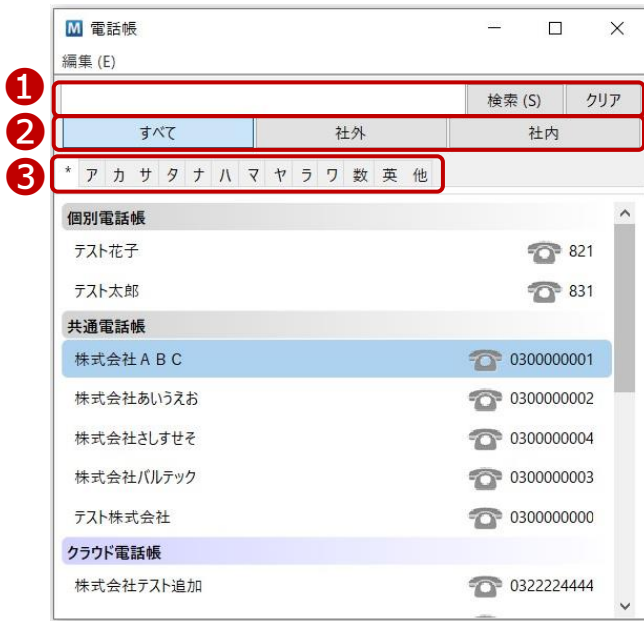 M 電話帳
編集 (E)
❶
検索 (S) クリア
❷
すべて 社外 社内
❸
* ア カ サ タ ナ ハ マ ヤ ラ ワ 数 英 他
個別電話帳
テスト花子 821
テスト太郎 831
共通電話帳
株式会社ＡＢＣ 0300000001
株式会社あいうえお 0300000002
株式会社さしすせそ 0300000004
株式会社バルテック 0300000003
テスト株式会社 0300000000
クラウド電話帳
株式会社テスト追加 0322224444